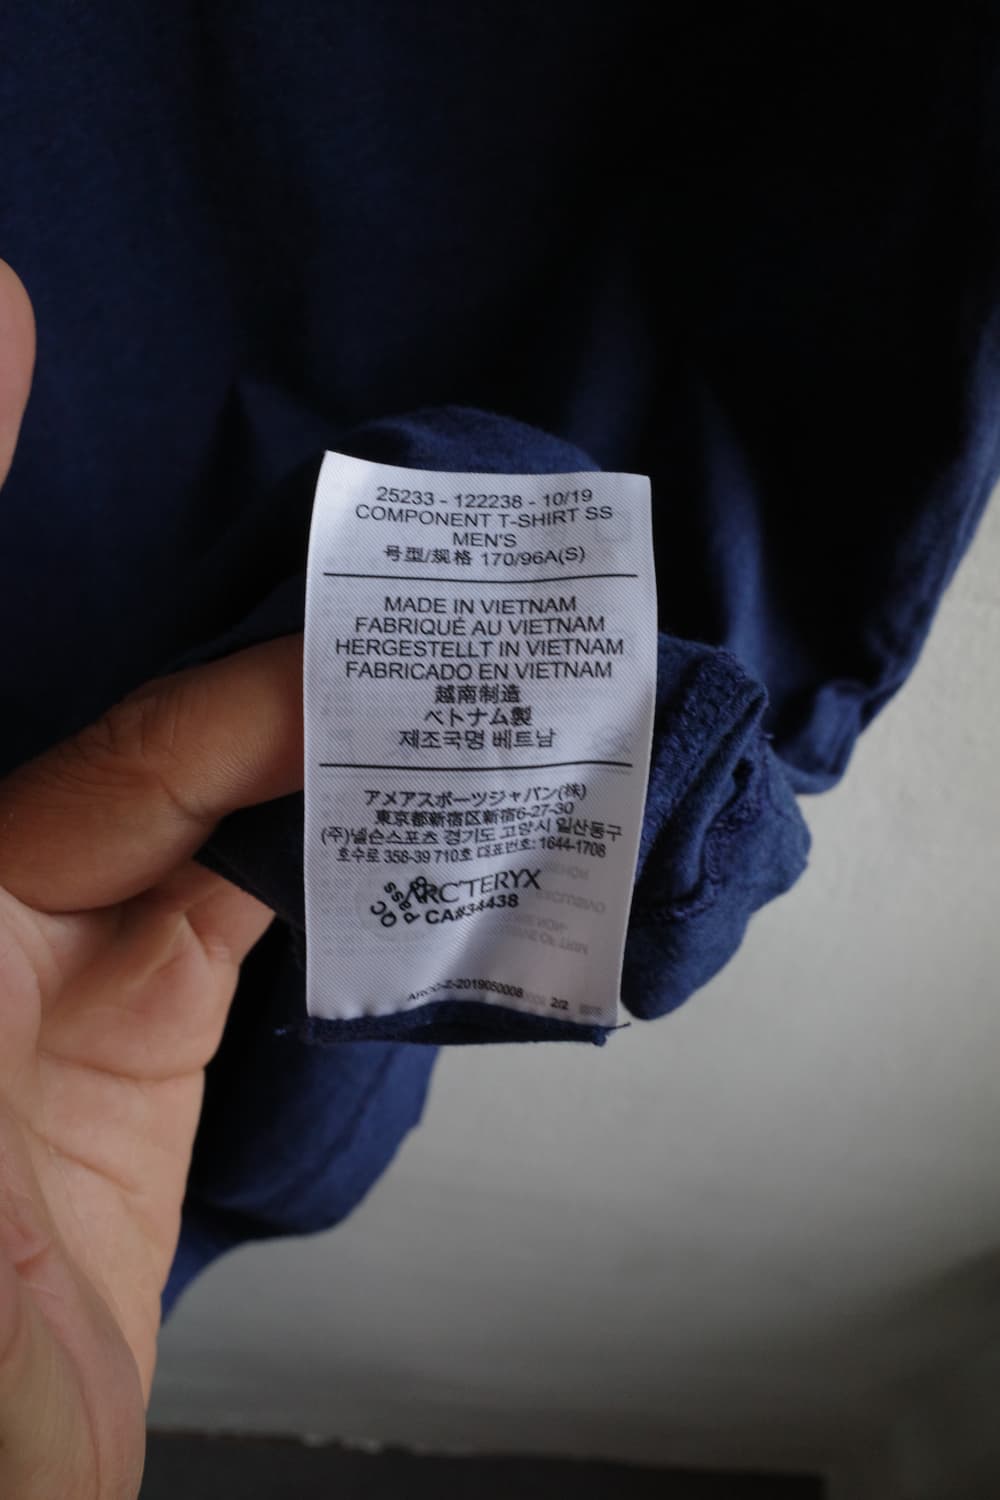 25233 - 122238 - 10/19
COMPONENT T-SHIRT SS
MEN'S
号型/规格 170/96A(S)
MADE IN VIETNAM
FABRIQUÉ AU VIETNAM
HERGESTELLT IN VIETNAM
FABRICADO EN VIETNAM
越南制造
ベトナム製
제조국명 베트남
アメアスポーツジャパン(株)
東京都新宿区新宿6-27-30
(주)넬슨스포츠 경기도 고양시 일산동구
호수로 358-39 710호 대표번호: 1644-1708
ARC'TERYX
CA#34438
2019050008 2/2